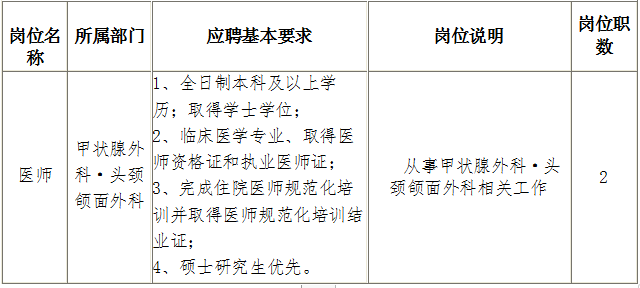 岗位名称
所属部门
应聘基本要求
岗位说明
岗位职数
医师
甲状腺外
科·头颈
颌面外科
1、全日制本科及以上学
历；取得学士学位；
2、临床医学专业、取得医
师资格证和执业医师证；
3、完成住院医师规范化培
训并取得医师规范化培训结
业证；
4、硕士研究生优先。
从事甲状腺外科·头
颈颌面外科相关工作
2